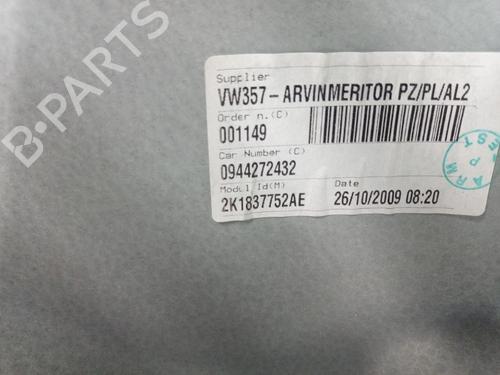 B-PARTS
Supplier
VW357-ARVINMERITOR PZ/PL/AL2
Order n.(C)
001149
Car Number (C)
0944272432
Modul Id(M)
2K1837752AE
Date
26/10/2009 08:20